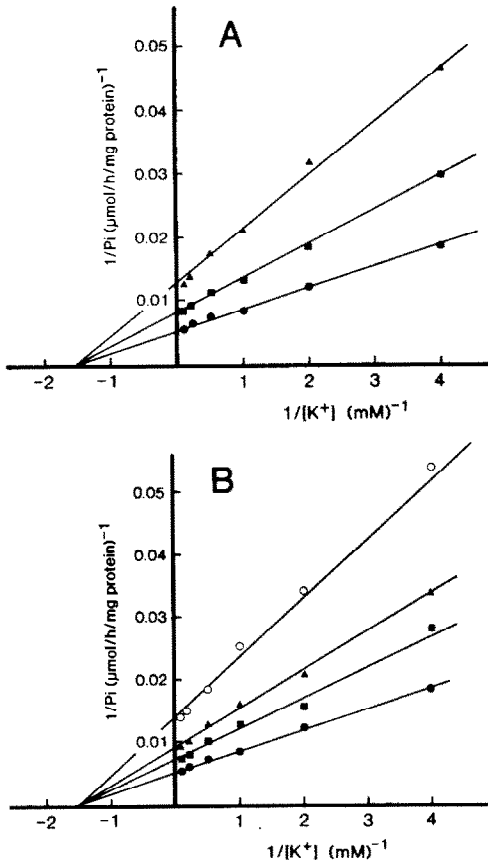 A
0.05
0.04
0.03
0.02
0.01
1/Pi (μmol/h/mg protein)⁻¹
-2 -1 1 2 3 4
1/[K⁺] (mM)⁻¹
B
0.05
0.04
0.03
0.02
0.01
1/Pi (μmol/h/mg protein)⁻¹
-2 -1 1 2 3 4
1/[K⁺] (mM)⁻¹